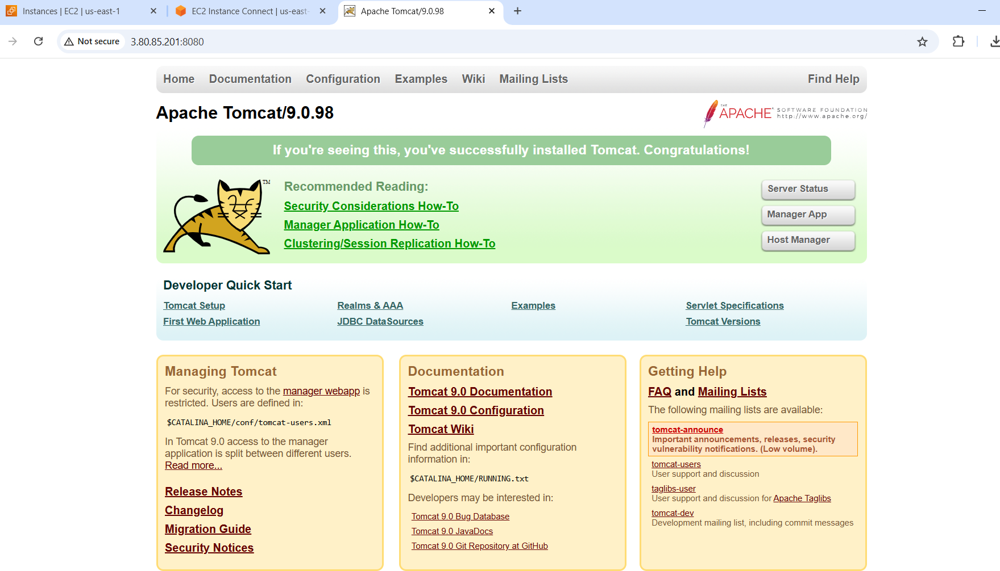 Instances | EC2 | us-east-1
EC2 Instance Connect | us-east-
Apache Tomcat/9.0.98
Not secure
3.80.85.201:8080
Home Documentation Configuration Examples Wiki Mailing Lists Find Help
Apache Tomcat/9.0.98
THE APACHE SOFTWARE FOUNDATION
http://www.apache.org/
If you're seeing this, you've successfully installed Tomcat. Congratulations!
TM
Recommended Reading:
Security Considerations How-To
Manager Application How-To
Clustering/Session Replication How-To
Server Status
Manager App
Host Manager
Developer Quick Start
Tomcat Setup Realms & AAA Examples Servlet Specifications
First Web Application JDBC DataSources Tomcat Versions
Managing Tomcat
For security, access to the manager webapp is
restricted. Users are defined in:
$CATALINA_HOME/conf/tomcat-users.xml
In Tomcat 9.0 access to the manager
application is split between different users.
Read more...
Release Notes
Changelog
Migration Guide
Security Notices
Documentation
Tomcat 9.0 Documentation
Tomcat 9.0 Configuration
Tomcat Wiki
Find additional important configuration
information in:
$CATALINA_HOME/RUNNING.txt
Developers may be interested in:
Tomcat 9.0 Bug Database
Tomcat 9.0 JavaDocs
Tomcat 9.0 Git Repository at GitHub
Getting Help
FAQ and Mailing Lists
The following mailing lists are available:
tomcat-announce
Important announcements, releases, security
vulnerability notifications. (Low volume).
tomcat-users
User support and discussion
taglibs-user
User support and discussion for Apache Taglibs
tomcat-dev
Development mailing list, including commit messages